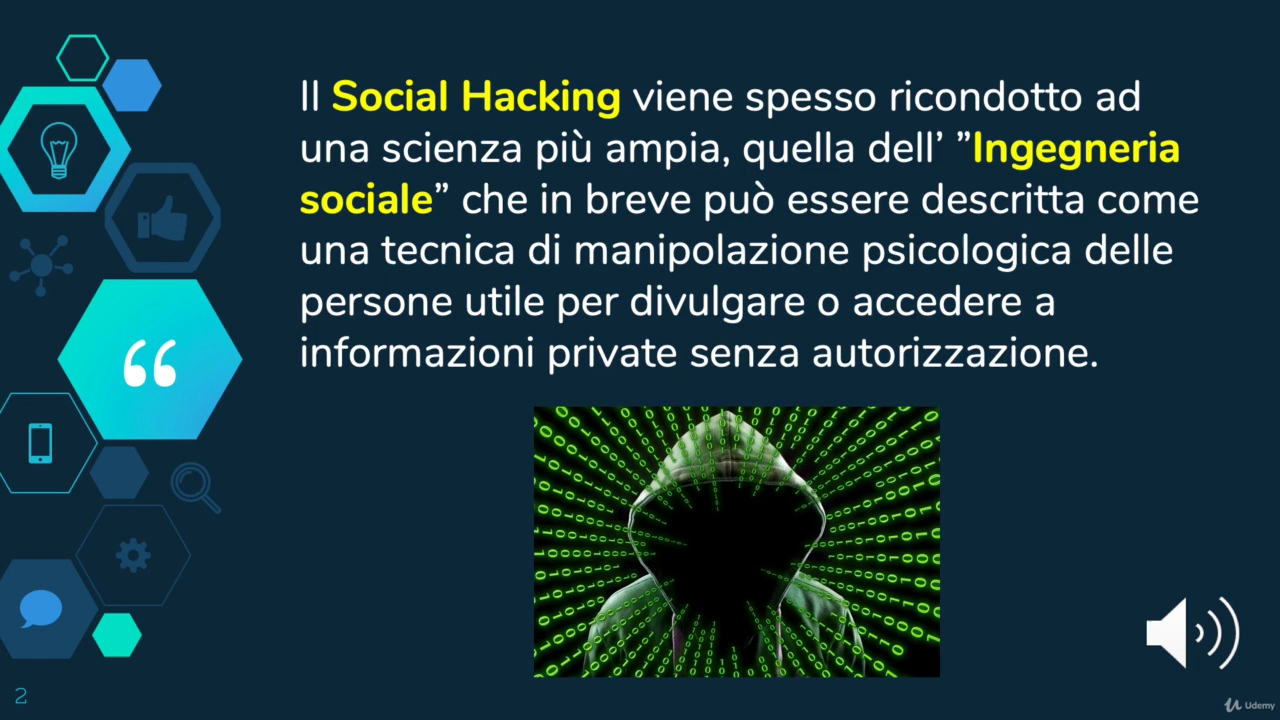 Il Social Hacking viene spesso ricondotto ad
una scienza più ampia, quella dell’ ”Ingegneria
sociale” che in breve può essere descritta come
una tecnica di manipolazione psicologica delle
persone utile per divulgare o accedere a
informazioni private senza autorizzazione.
2
Udemy